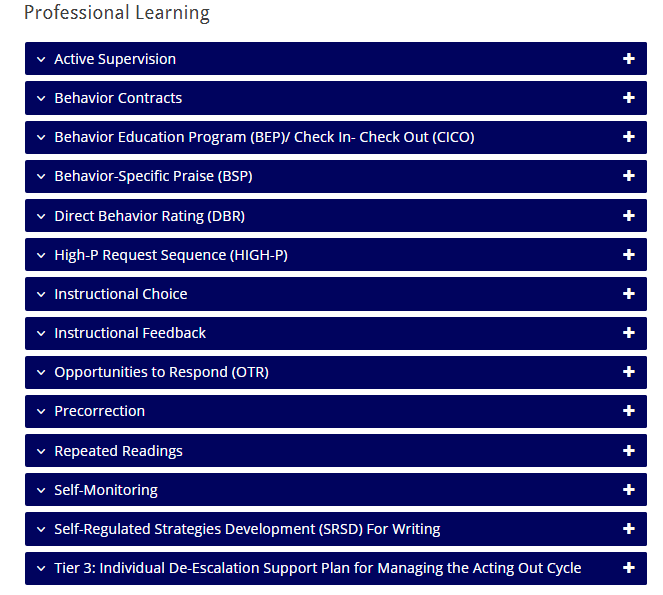 Professional Learning
Active Supervision
Behavior Contracts
Behavior Education Program (BEP)/ Check In- Check Out (CICO)
Behavior-Specific Praise (BSP)
Direct Behavior Rating (DBR)
High-P Request Sequence (HIGH-P)
Instructional Choice
Instructional Feedback
Opportunities to Respond (OTR)
Precorrection
Repeated Readings
Self-Monitoring
Self-Regulated Strategies Development (SRSD) For Writing
Tier 3: Individual De-Escalation Support Plan for Managing the Acting Out Cycle